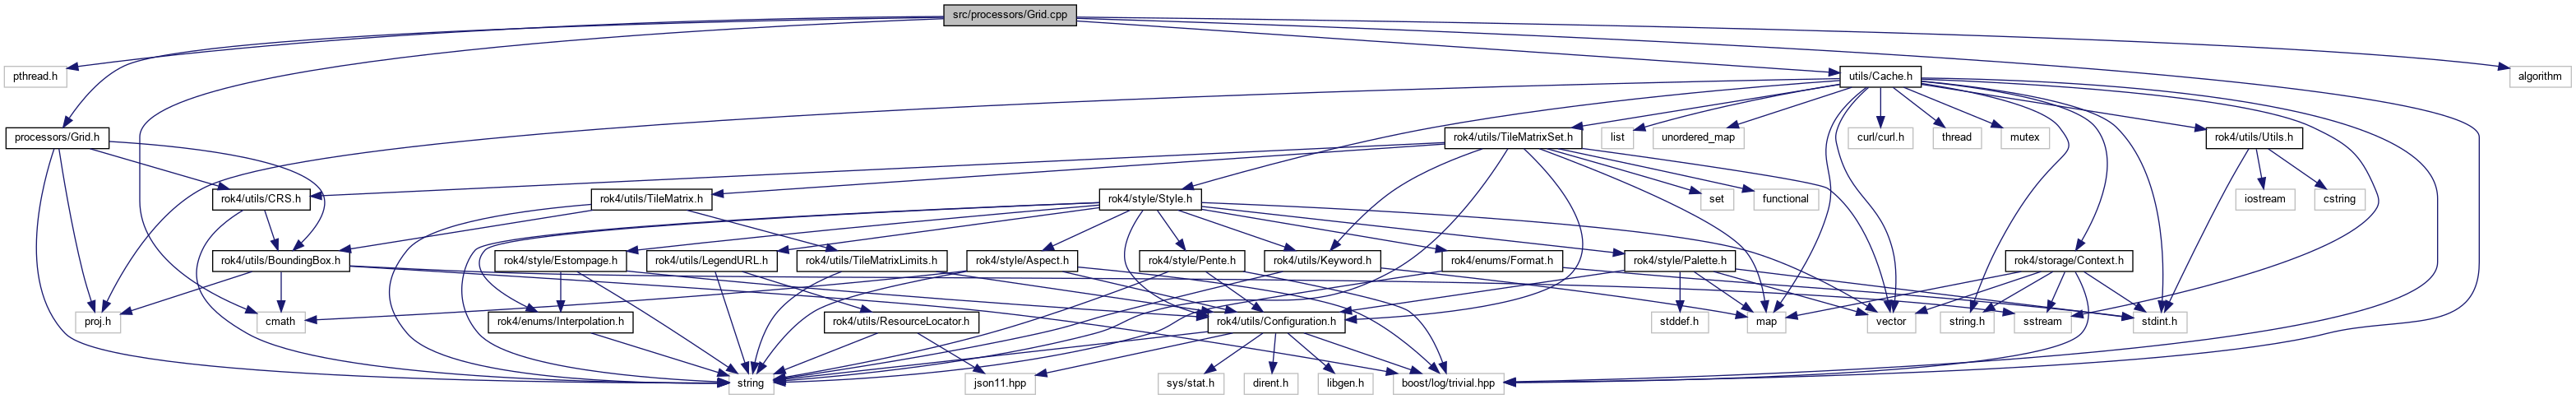 src/processors/Grid.cpp
pthread.h
utils/Cache.h
algorithm
processors/Grid.h
rok4/utils/TileMatrixSet.h
list
unordered_map
curl/curl.h
thread
mutex
rok4/utils/Utils.h
rok4/utils/CRS.h
rok4/utils/TileMatrix.h
rok4/style/Style.h
set
functional
iostream
cstring
rok4/utils/BoundingBox.h
rok4/style/Estompage.h
rok4/utils/LegendURL.h
rok4/utils/TileMatrixLimits.h
rok4/style/Aspect.h
rok4/style/Pente.h
rok4/utils/Keyword.h
rok4/enums/Format.h
rok4/style/Palette.h
rok4/storage/Context.h
proj.h
cmath
rok4/enums/Interpolation.h
rok4/utils/ResourceLocator.h
rok4/utils/Configuration.h
stddef.h
map
vector
string.h
sstream
stdint.h
string
json11.hpp
sys/stat.h
dirent.h
libgen.h
boost/log/trivial.hpp